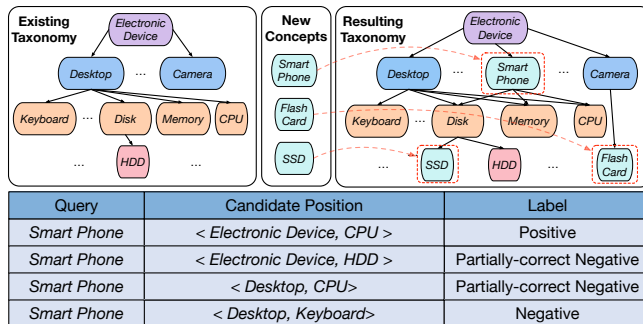 Existing
Taxonomy
Electronic
Device
Desktop
...
Camera
Keyboard
...
Disk
Memory
CPU
...
HDD
...
New
Concepts
Smart
Phone
Flash
Card
SSD
Resulting
Taxonomy
Electronic
Device
Desktop
...
Smart
Phone
...
Camera
Keyboard
...
Disk
Memory
CPU
...
SSD
HDD
...
Flash
Card
Query Candidate Position Label
Smart Phone < Electronic Device, CPU > Positive
Smart Phone < Electronic Device, HDD > Partially-correct Negative
Smart Phone < Desktop, CPU> Partially-correct Negative
Smart Phone < Desktop, Keyboard> Negative